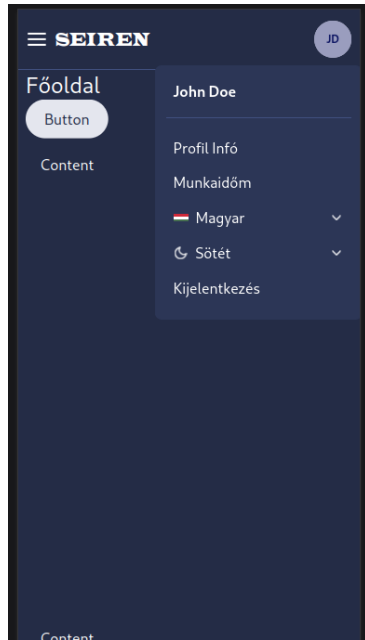 SEIREN
JD
Főoldal
Button
Content
John Doe
Profil Infó
Munkaidőm
Magyar
Sötét
Kijelentkezés
Content